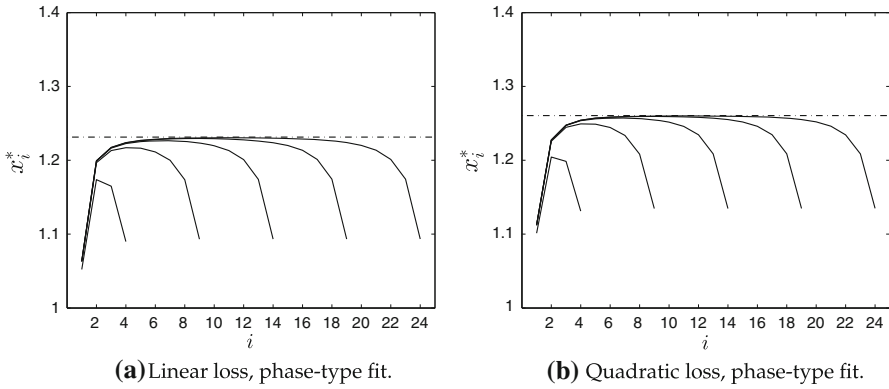 1.4
1.3
1.2
1.1
1
x_i^*
2 4 6 8 10 12 14 16 18 20 22 24
i
(a) Linear loss, phase-type fit.
1.4
1.3
1.2
1.1
1
x_i^*
2 4 6 8 10 12 14 16 18 20 22 24
i
(b) Quadratic loss, phase-type fit.